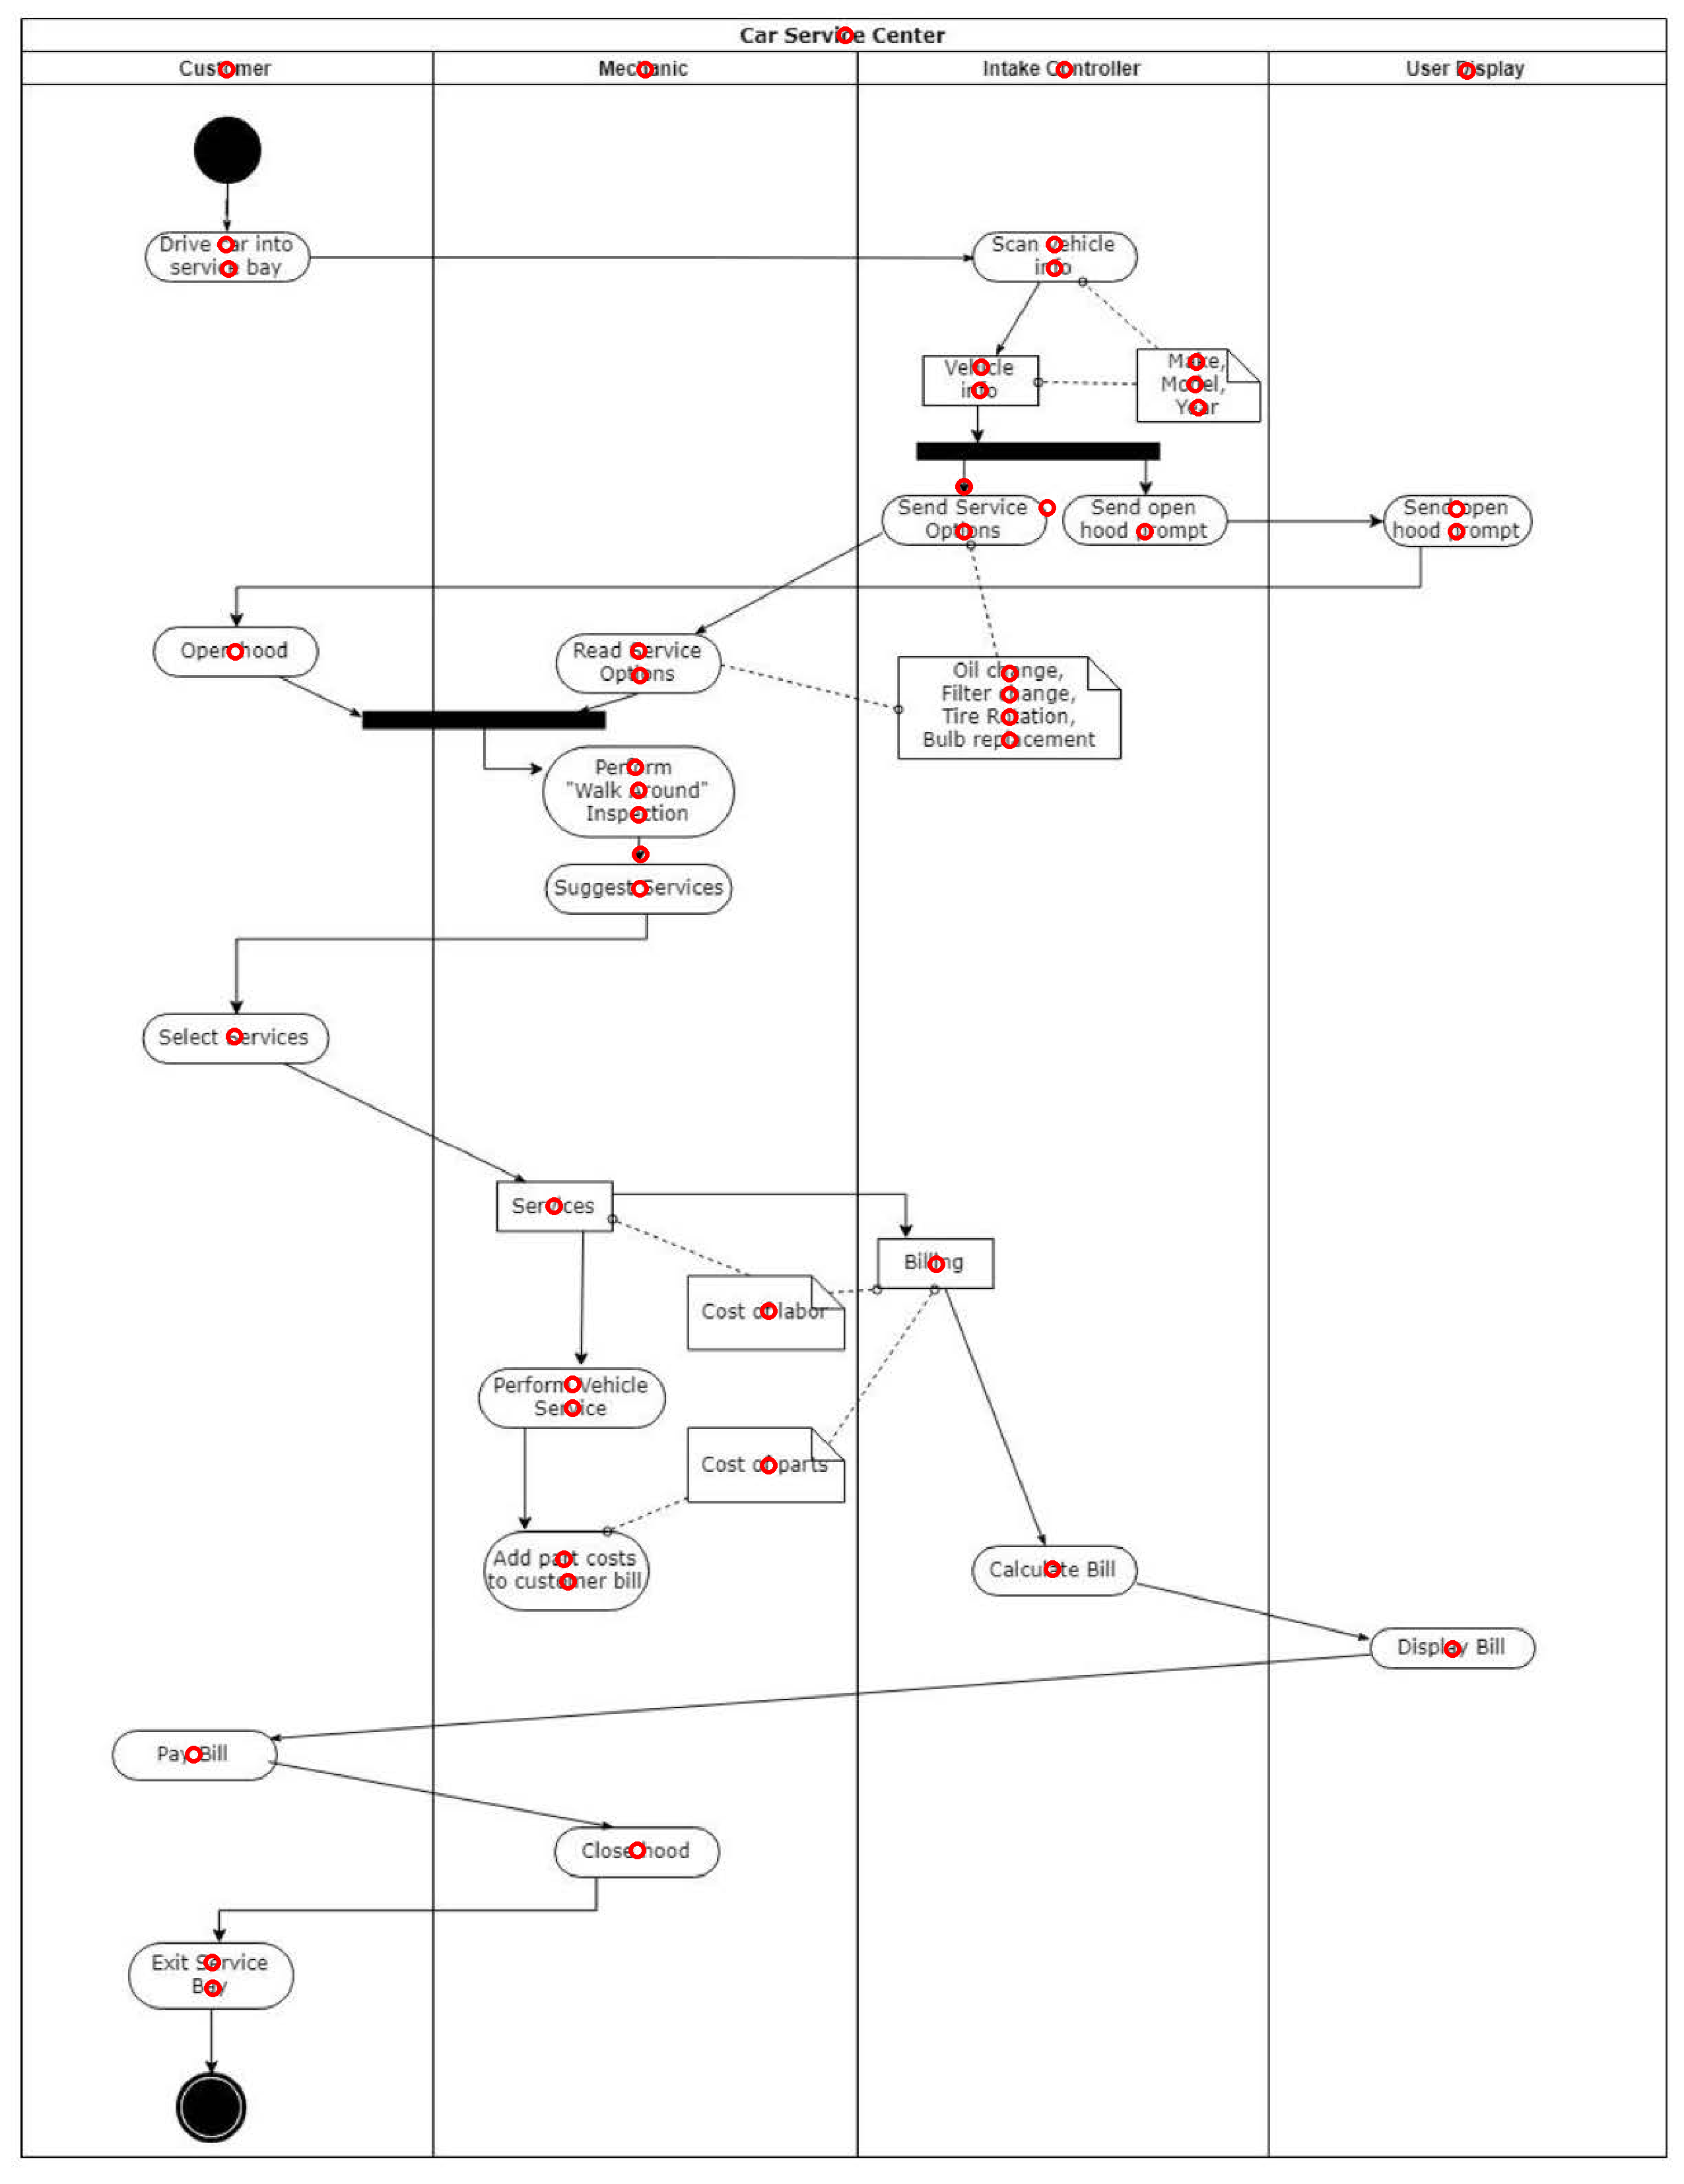 Car Service Center
Customer
Mechanic
Intake Controller
User Display
Drive car into
service bay
Scan vehicle
info
Vehicle
info
Make,
Model,
Year
Send Service
Options
Send open
hood prompt
Send open
hood prompt
Open hood
Read Service
Options
Oil change,
Filter change,
Tire Rotation,
Bulb replacement
Perform
"Walk Around"
Inspection
Suggest Services
Select Services
Services
Billing
Cost of labor
Perform Vehicle
Service
Cost of parts
Add part costs
to customer bill
Calculate Bill
Display Bill
Pay Bill
Close hood
Exit Service
Bay